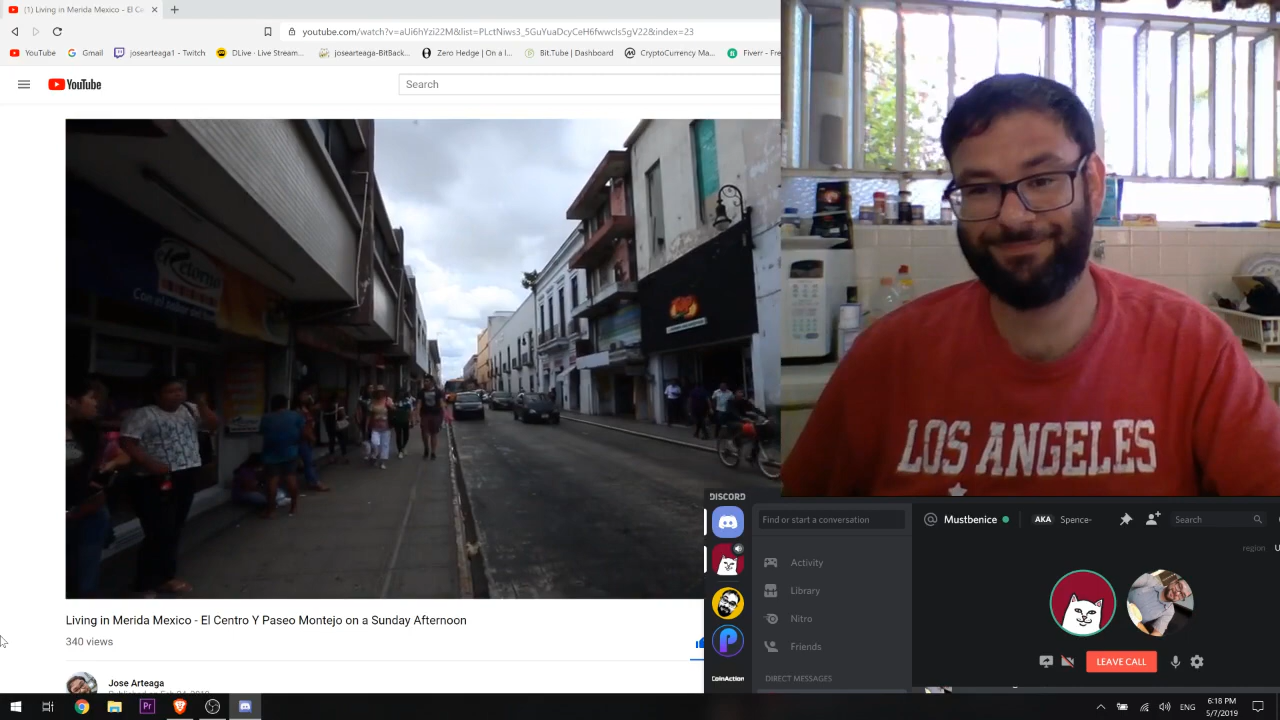 (1) Living in Merida Mexico - El C
youtube.com/watch?v=aUi6hYa22M&list=PLctNiws3_5GuYuaDcyCeH6fwwcIs5gV22&index=23
YouTube Gmail josearteaga1 - Twitch DLive · Live Stream… josearteaga-BitBack… Zero Hedge | On a L… Bit.Tube | Dashboard CryptoCurrency Ma… Fiverr - Fre
YouTube
Search
LOS ANGELES
Living in Merida Mexico - El Centro Y Paseo Montejo on a Sunday Afternoon
340 views
Jose Arteaga
DISCORD
Find or start a conversation
Mustbenice
AKA Spence-
Search
region U
Activity
Library
Nitro
Friends
LEAVE CALL
DIRECT MESSAGES
CoinAction
ENG
6:18 PM
5/7/2019